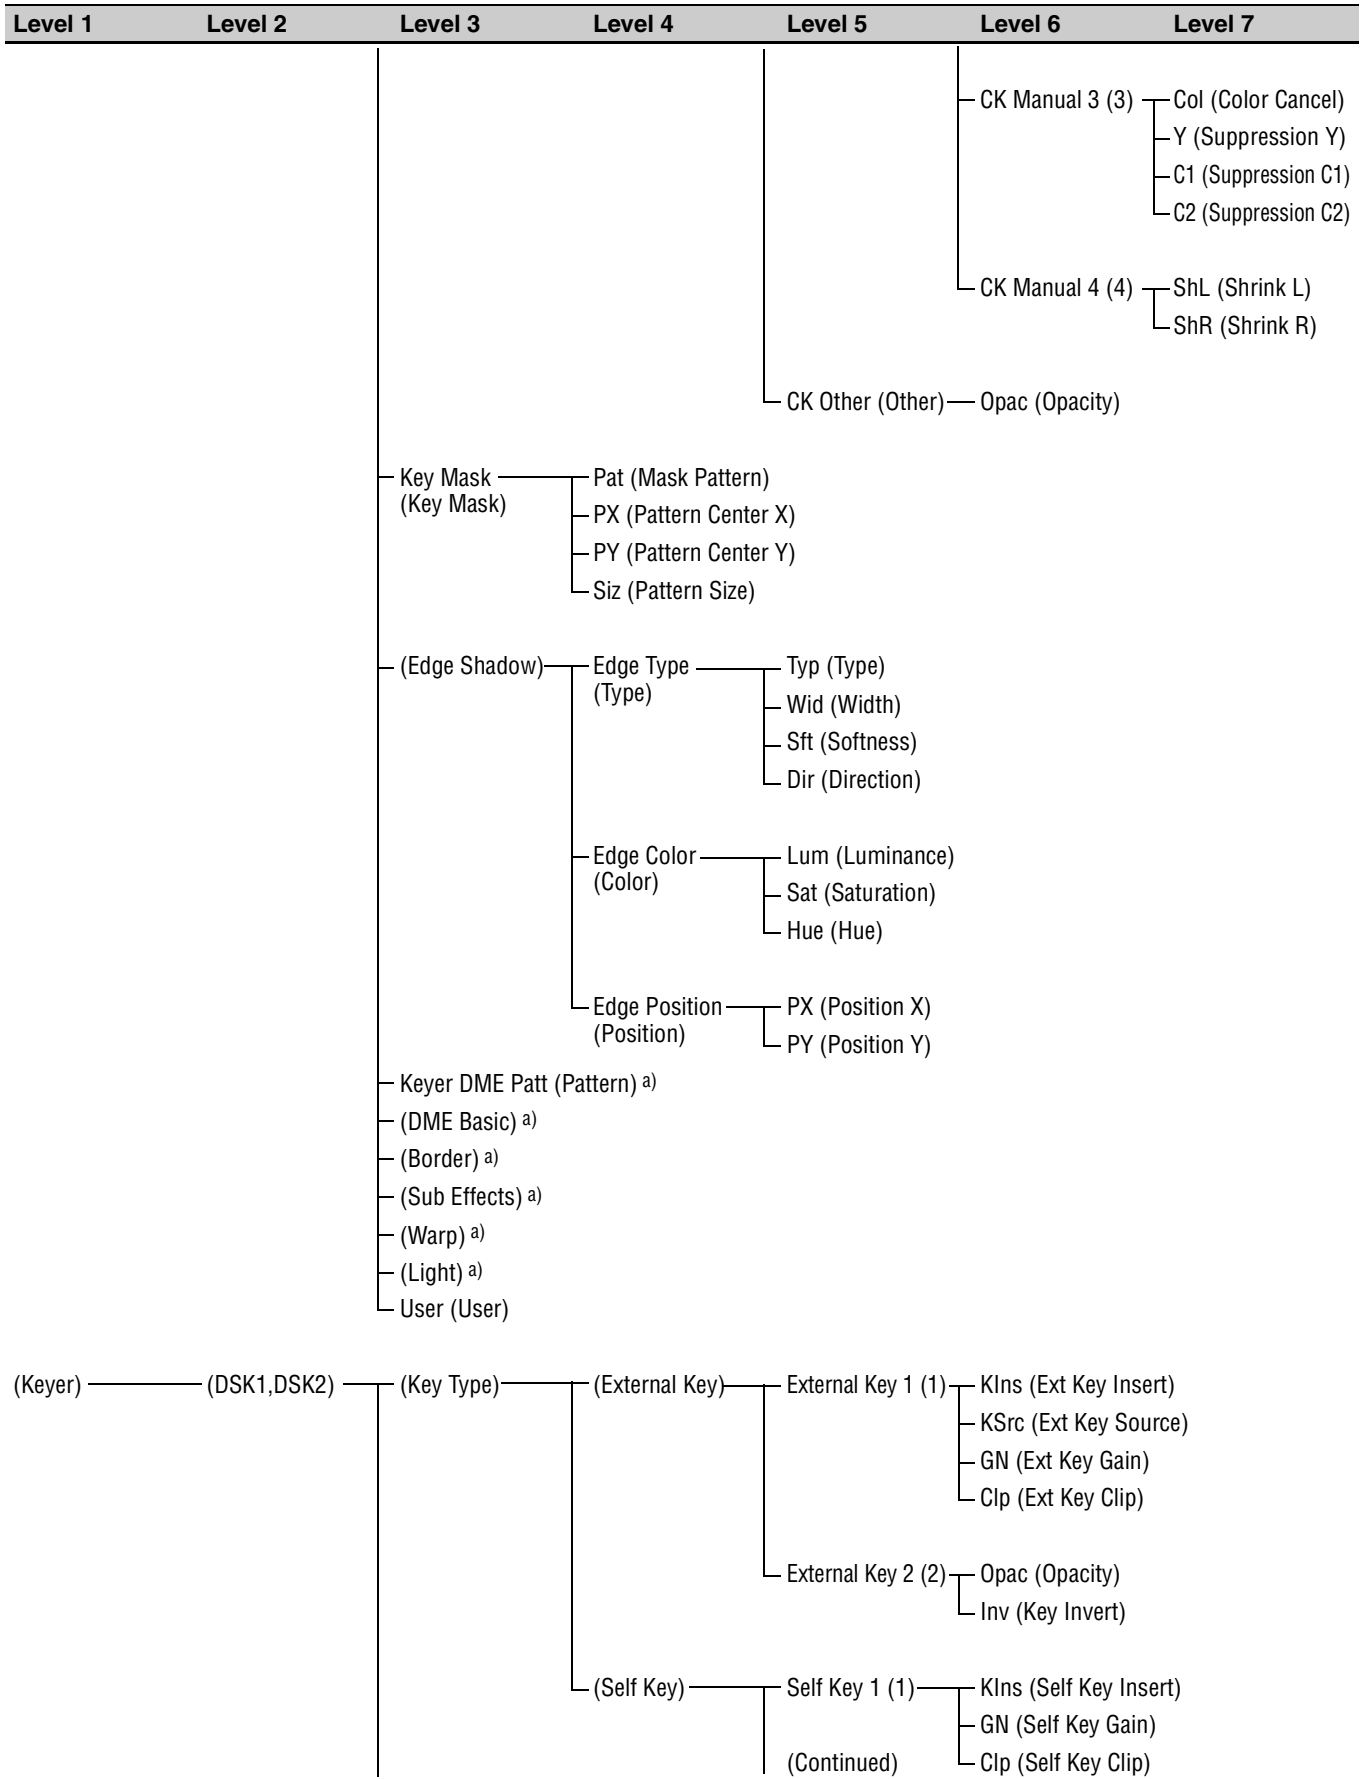 Level 1 Level 2 Level 3 Level 4 Level 5 Level 6 Level 7
CK Manual 3 (3) Col (Color Cancel)
Y (Suppression Y)
C1 (Suppression C1)
C2 (Suppression C2)
CK Manual 4 (4) ShL (Shrink L)
ShR (Shrink R)
CK Other (Other) Opac (Opacity)
Key Mask Pat (Mask Pattern)
(Key Mask)
PX (Pattern Center X)
PY (Pattern Center Y)
Siz (Pattern Size)
(Edge Shadow) Edge Type Typ (Type)
(Type)
Wid (Width)
Sft (Softness)
Dir (Direction)
Edge Color Lum (Luminance)
(Color)
Sat (Saturation)
Hue (Hue)
Edge Position PX (Position X)
(Position)
PY (Position Y)
Keyer DME Patt (Pattern) a)
(DME Basic) a)
(Border) a)
(Sub Effects) a)
(Warp) a)
(Light) a)
User (User)
(Keyer) (DSK1,DSK2) (Key Type) (External Key) External Key 1 (1) KIns (Ext Key Insert)
KSrc (Ext Key Source)
GN (Ext Key Gain)
Clp (Ext Key Clip)
External Key 2 (2) Opac (Opacity)
Inv (Key Invert)
(Self Key) Self Key 1 (1) KIns (Self Key Insert)
GN (Self Key Gain)
(Continued) Clp (Self Key Clip)